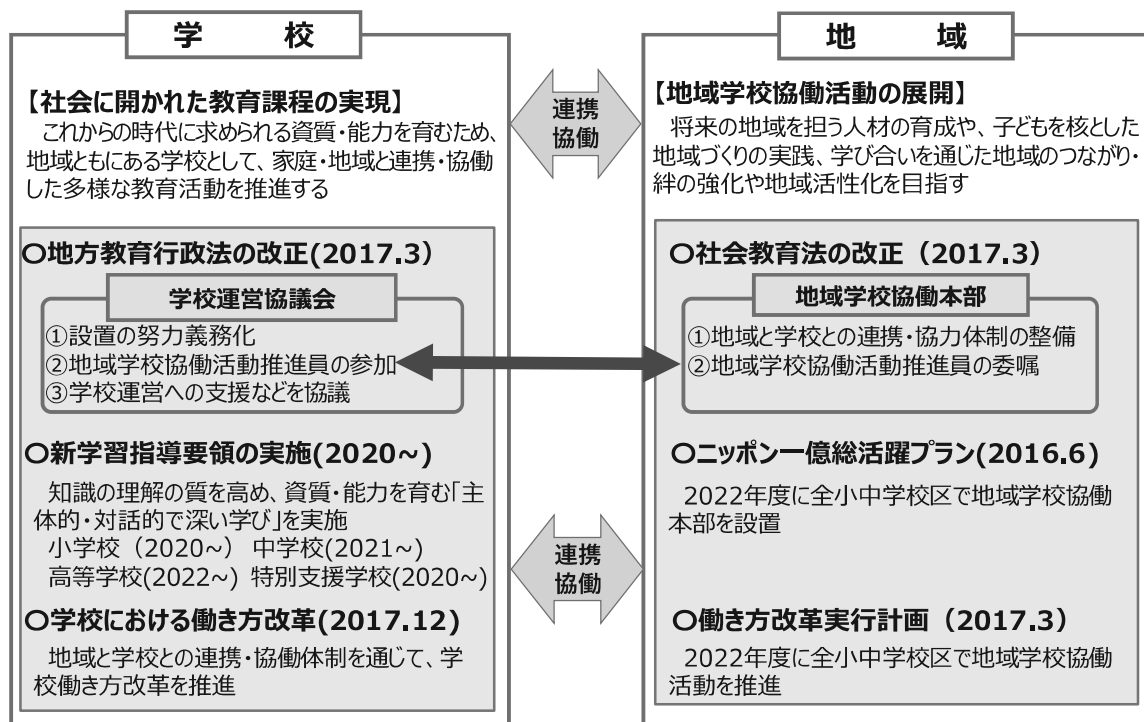 学　校
【社会に開かれた教育課程の実現】
これからの時代に求められる資質・能力を育むため、
地域ともにある学校として、家庭・地域と連携・協働
した多様な教育活動を推進する
〇地方教育行政法の改正(2017.3)
学校運営協議会
①設置の努力義務化
②地域学校協働活動推進員の参加
③学校運営への支援などを協議
〇新学習指導要領の実施(2020~)
知識の理解の質を高め、資質・能力を育む「主
体的・対話的で深い学び」を実施
小学校（2020~） 中学校(2021~)
高等学校(2022~) 特別支援学校(2020~)
〇学校における働き方改革(2017.12)
地域と学校との連携・協働体制を通じて、学
校働き方改革を推進
連携
協働
連携
協働
地　域
【地域学校協働活動の展開】
将来の地域を担う人材の育成や、子どもを核とした
地域づくりの実践、学び合いを通じた地域のつながり・
絆の強化や地域活性化を目指す
〇社会教育法の改正（2017.3）
地域学校協働本部
①地域と学校との連携・協力体制の整備
②地域学校協働活動推進員の委嘱
〇ニッポン一億総活躍プラン(2016.6)
2022年度に全小中学校区で地域学校協働
本部を設置
〇働き方改革実行計画（2017.3）
2022年度に全小中学校区で地域学校協働
活動を推進